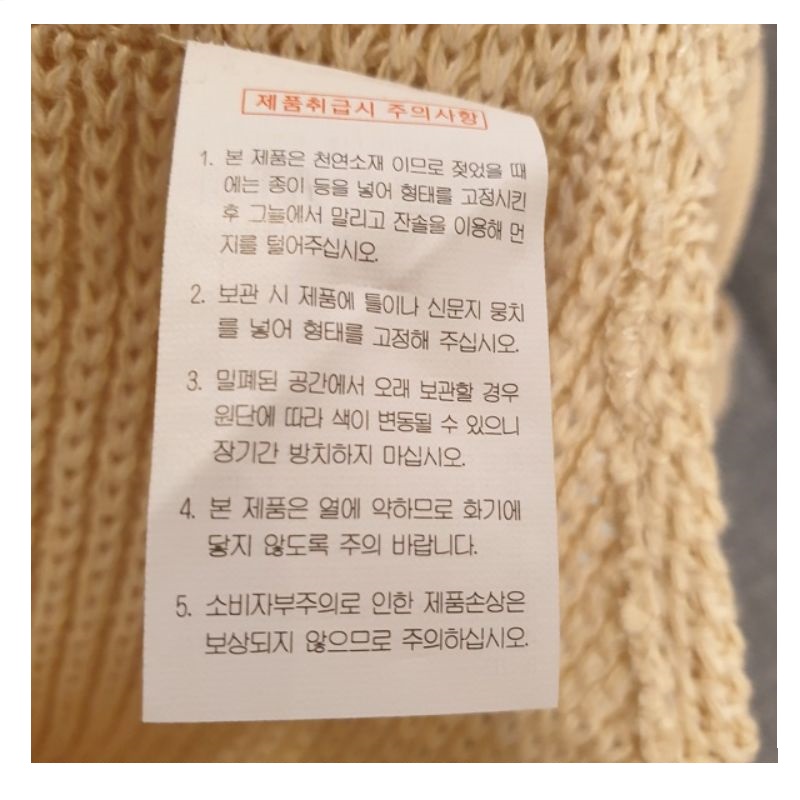 제품취급시 주의사항
1. 본 제품은 천연소재 이므로 젖었을 때
에는 종이 등을 넣어 형태를 고정시킨
후 그늘에서 말리고 잔솔을 이용해 먼
지를 털어주십시오.
2. 보관 시 제품에 틀이나 신문지 뭉치
를 넣어 형태를 고정해 주십시오.
3. 밀폐된 공간에서 오래 보관할 경우
원단에 따라 색이 변동될 수 있으니
장기간 방치하지 마십시오.
4. 본 제품은 열에 약하므로 화기에
닿지 않도록 주의 바랍니다.
5. 소비자부주의로 인한 제품손상은
보상되지 않으므로 주의하십시오.